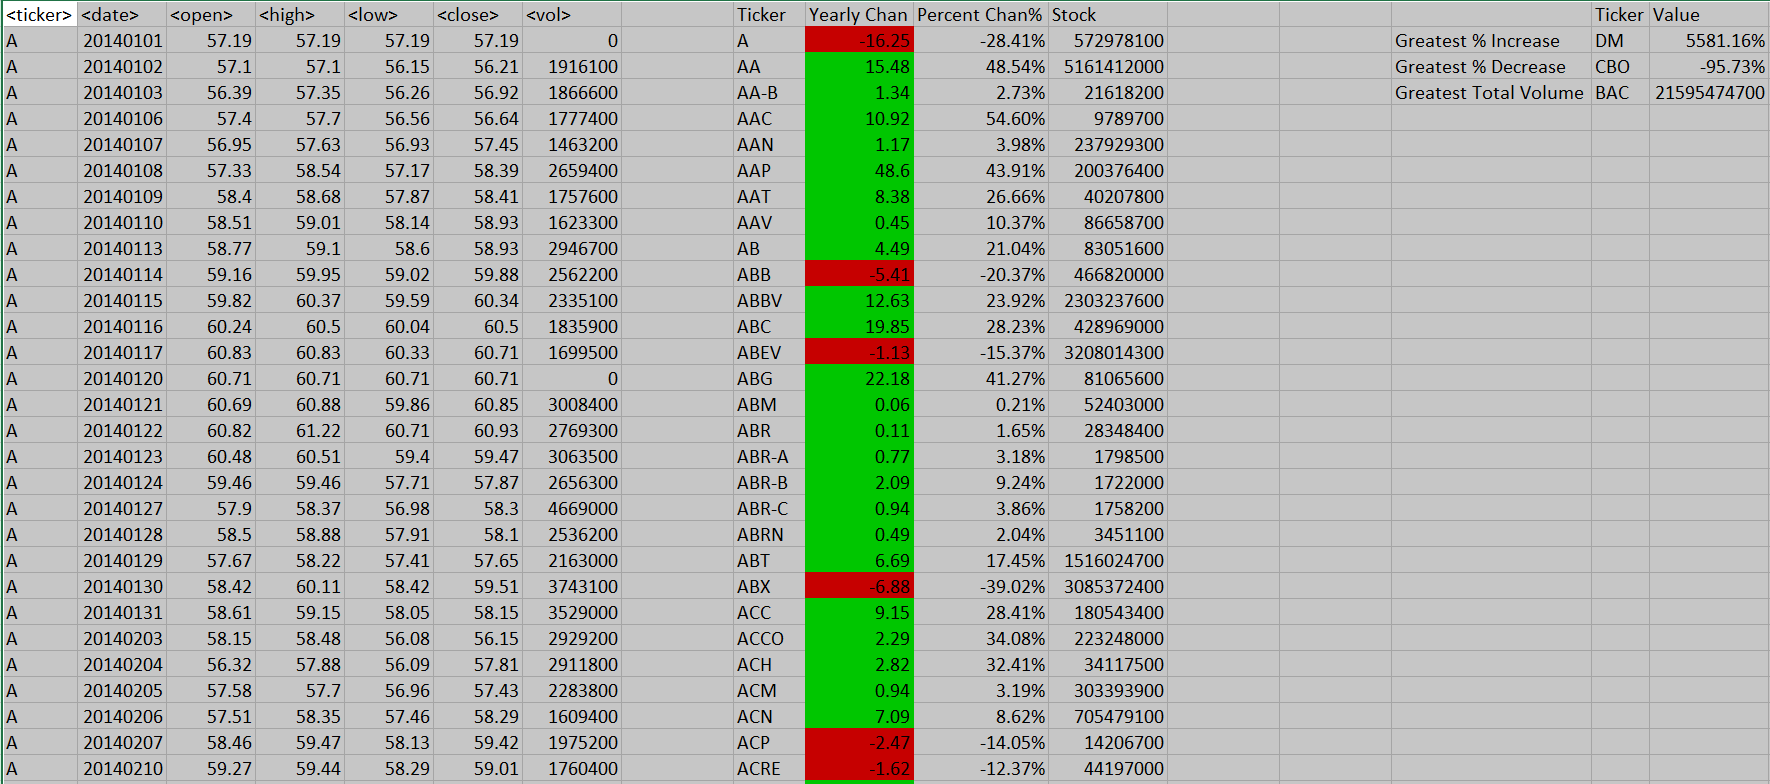 <ticker> <date> <open> <high> <low> <close> <vol> Ticker Yearly Chan Percent Chan% Stock Ticker Value
A 20140101 57.19 57.19 57.19 57.19 0 A -16.25 -28.41% 572978100 Greatest % Increase DM 5581.16%
A 20140102 57.1 57.1 56.15 56.21 1916100 AA 15.48 48.54% 5161412000 Greatest % Decrease CBO -95.73%
A 20140103 56.39 57.35 56.26 56.92 1866600 AA-B 1.34 2.73% 21618200 Greatest Total Volume BAC 21595474700
A 20140106 57.4 57.7 56.56 56.64 1777400 AAC 10.92 54.60% 9789700
A 20140107 56.95 57.63 56.93 57.45 1463200 AAN 1.17 3.98% 237929300
A 20140108 57.33 58.54 57.17 58.39 2659400 AAP 48.6 43.91% 200376400
A 20140109 58.4 58.68 57.87 58.41 1757600 AAT 8.38 26.66% 40207800
A 20140110 58.51 59.01 58.14 58.93 1623300 AAV 0.45 10.37% 86658700
A 20140113 58.77 59.1 58.6 58.93 2946700 AB 4.49 21.04% 83051600
A 20140114 59.16 59.95 59.02 59.88 2562200 ABB -5.41 -20.37% 466820000
A 20140115 59.82 60.37 59.59 60.34 2335100 ABBV 12.63 23.92% 2303237600
A 20140116 60.24 60.5 60.04 60.5 1835900 ABC 19.85 28.23% 428969000
A 20140117 60.83 60.83 60.33 60.71 1699500 ABEV -1.13 -15.37% 3208014300
A 20140120 60.71 60.71 60.71 60.71 0 ABG 22.18 41.27% 81065600
A 20140121 60.69 60.88 59.86 60.85 3008400 ABM 0.06 0.21% 52403000
A 20140122 60.82 61.22 60.71 60.93 2769300 ABR 0.11 1.65% 28348400
A 20140123 60.48 60.51 59.4 59.47 3063500 ABR-A 0.77 3.18% 1798500
A 20140124 59.46 59.46 57.71 57.87 2656300 ABR-B 2.09 9.24% 1722000
A 20140127 57.9 58.37 56.98 58.3 4669000 ABR-C 0.94 3.86% 1758200
A 20140128 58.5 58.88 57.91 58.1 2536200 ABRN 0.49 2.04% 3451100
A 20140129 57.67 58.22 57.41 57.65 2163000 ABT 6.69 17.45% 1516024700
A 20140130 58.42 60.11 58.42 59.51 3743100 ABX -6.88 -39.02% 3085372400
A 20140131 58.61 59.15 58.05 58.15 3529000 ACC 9.15 28.41% 180543400
A 20140203 58.15 58.48 56.08 56.15 2929200 ACCO 2.29 34.08% 223248000
A 20140204 56.32 57.88 56.09 57.81 2911800 ACH 2.82 32.41% 34117500
A 20140205 57.58 57.7 56.96 57.43 2283800 ACM 0.94 3.19% 303393900
A 20140206 57.51 58.35 57.46 58.29 1609400 ACN 7.09 8.62% 705479100
A 20140207 58.46 59.47 58.13 59.42 1975200 ACP -2.47 -14.05% 14206700
A 20140210 59.27 59.44 58.29 59.01 1760400 ACRE -1.62 -12.37% 44197000